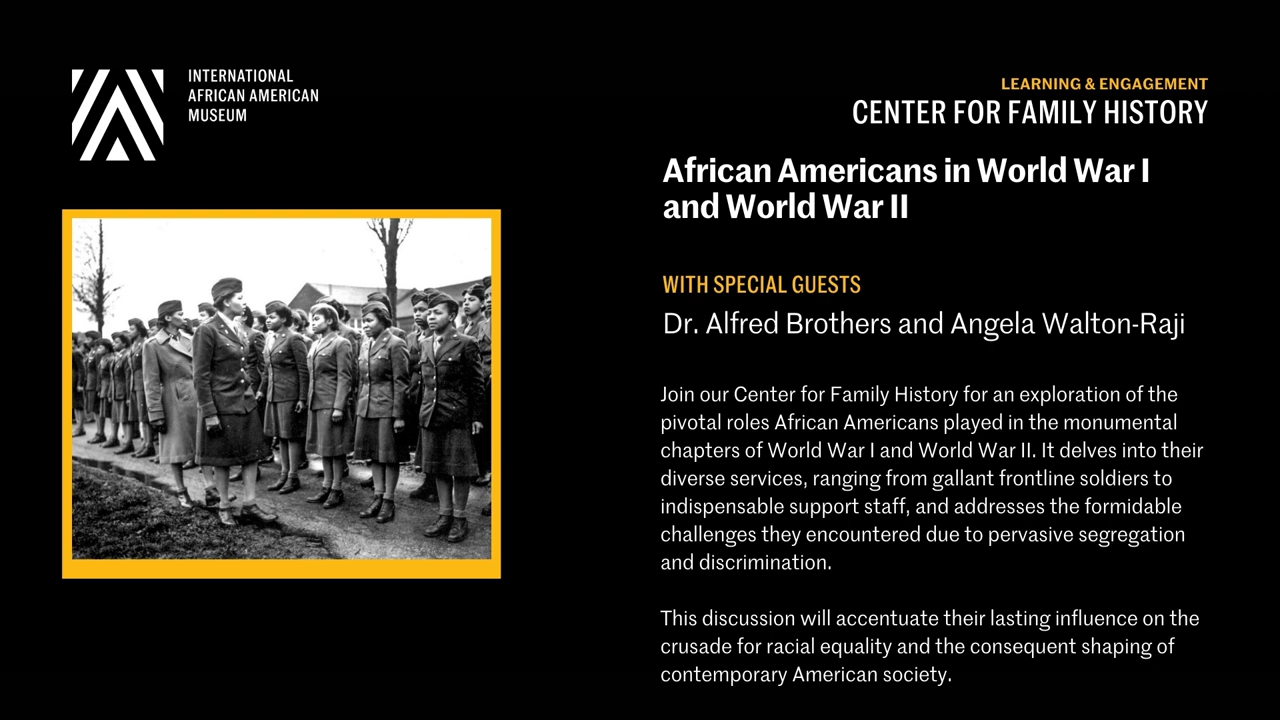 INTERNATIONAL
AFRICAN AMERICAN
MUSEUM
LEARNING & ENGAGEMENT
CENTER FOR FAMILY HISTORY
African Americans in World War I
and World War II
WITH SPECIAL GUESTS
Dr. Alfred Brothers and Angela Walton-Raji
Join our Center for Family History for an exploration of the
pivotal roles African Americans played in the monumental
chapters of World War I and World War II. It delves into their
diverse services, ranging from gallant frontline soldiers to
indispensable support staff, and addresses the formidable
challenges they encountered due to pervasive segregation
and discrimination.
This discussion will accentuate their lasting influence on the
crusade for racial equality and the consequent shaping of
contemporary American society.